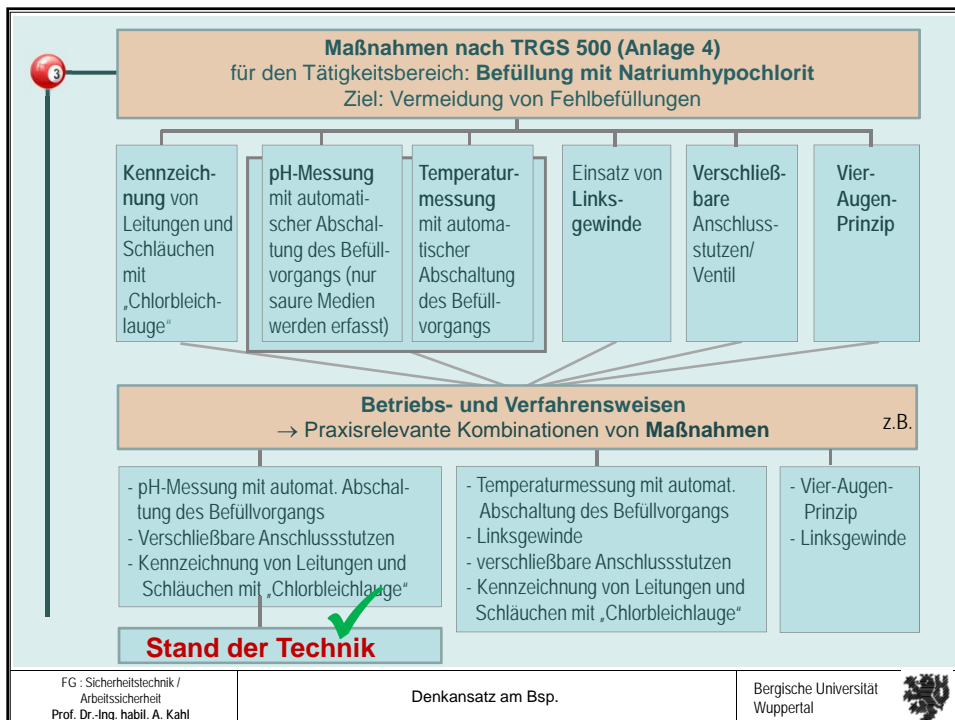 3
Maßnahmen nach TRGS 500 (Anlage 4)
für den Tätigkeitsbereich: Befüllung mit Natriumhypochlorit
Ziel: Vermeidung von Fehlbefüllungen
Kennzeich-
nung von
Leitungen und
Schläuchen
mit
„Chlorbleich-
lauge“
pH-Messung
mit automati-
scher Abschal-
tung des Befüll-
vorgangs (nur
saure Medien
werden erfasst)
Temperatur-
messung
mit automa-
tischer
Abschaltung
des Befüll-
vorgangs
Einsatz von
Links-
gewinde
Verschließ-
bare
Anschluss-
stutzen/
Ventil
Vier-
Augen-
Prinzip
Betriebs- und Verfahrensweisen
→ Praxisrelevante Kombinationen von Maßnahmen
z.B.
- pH-Messung mit automat. Abschal-
tung des Befüllvorgangs
- Verschließbare Anschlussstutzen
- Kennzeichnung von Leitungen und
Schläuchen mit „Chlorbleichlauge“
- Temperaturmessung mit automat.
Abschaltung des Befüllvorgangs
- Linksgewinde
- verschließbare Anschlussstutzen
- Kennzeichnung von Leitungen und
Schläuchen mit „Chlorbleichlauge“
- Vier-Augen-
Prinzip
- Linksgewinde
Stand der Technik
FG : Sicherheitstechnik /
Arbeitssicherheit
Prof. Dr.-Ing. habil. A. Kahl
Denkansatz am Bsp.
Bergische Universität
Wuppertal